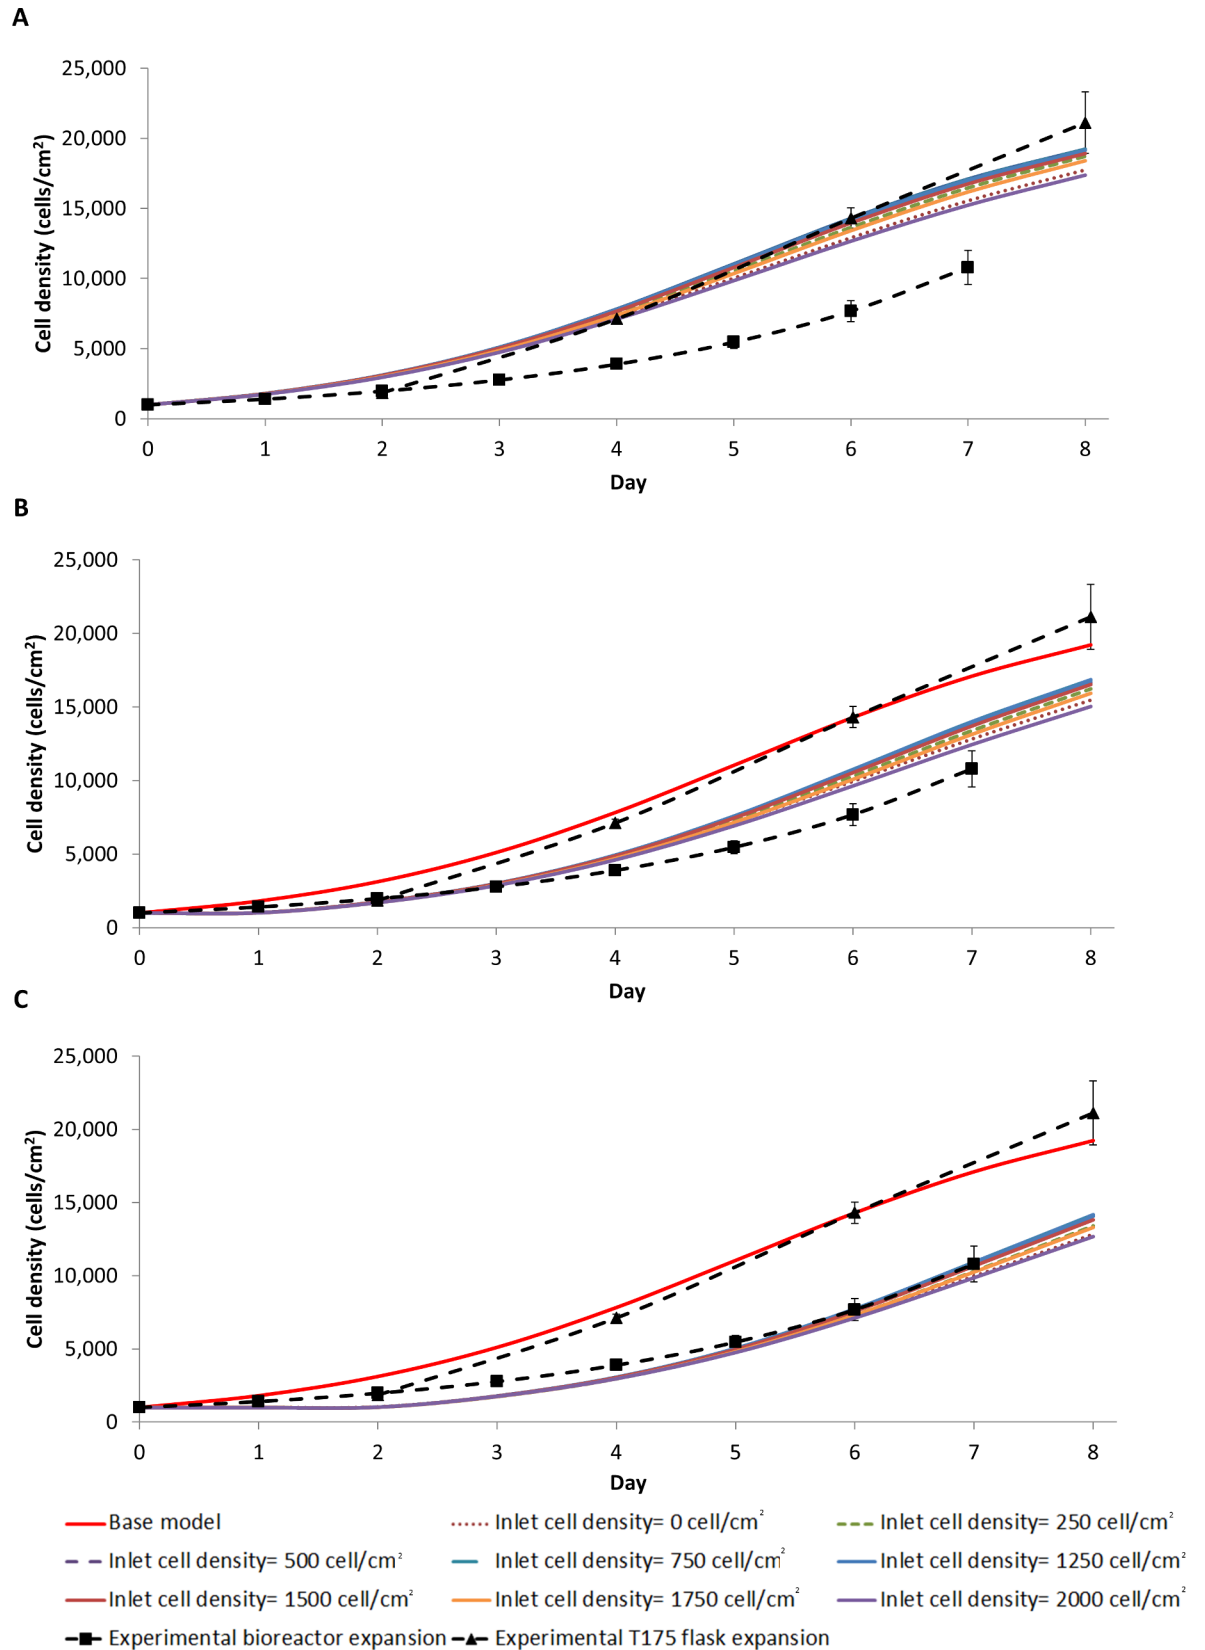 A
25,000
20,000
15,000
10,000
5,000
0
Cell density (cells/cm²)
0 1 2 3 4 5 6 7 8
Day
B
25,000
20,000
15,000
10,000
5,000
0
Cell density (cells/cm²)
0 1 2 3 4 5 6 7 8
Day
C
25,000
20,000
15,000
10,000
5,000
0
Cell density (cells/cm²)
0 1 2 3 4 5 6 7 8
Day
Base model Inlet cell density= 0 cell/cm² Inlet cell density= 250 cell/cm²
Inlet cell density= 500 cell/cm² Inlet cell density= 750 cell/cm² Inlet cell density= 1250 cell/cm²
Inlet cell density= 1500 cell/cm² Inlet cell density= 1750 cell/cm² Inlet cell density= 2000 cell/cm²
Experimental bioreactor expansion Experimental T175 flask expansion